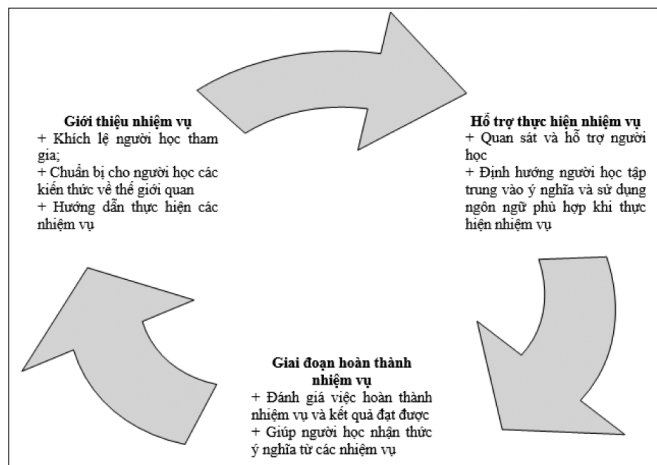 Giới thiệu nhiệm vụ
+ Khích lệ người học tham
gia;
+ Chuẩn bị cho người học các
kiến thức về thế giới quan
+ Hướng dẫn thực hiện các
nhiệm vụ
Hỗ trợ thực hiện nhiệm vụ
+ Quan sát và hỗ trợ người
học
+ Định hướng người học tập
trung vào ý nghĩa và sử dụng
ngôn ngữ phù hợp khi thực
hiện nhiệm vụ
Giai đoạn hoàn thành
nhiệm vụ
+ Đánh giá việc hoàn thành
nhiệm vụ và kết quả đạt được
+ Giúp người học nhận thức
ý nghĩa từ các nhiệm vụ